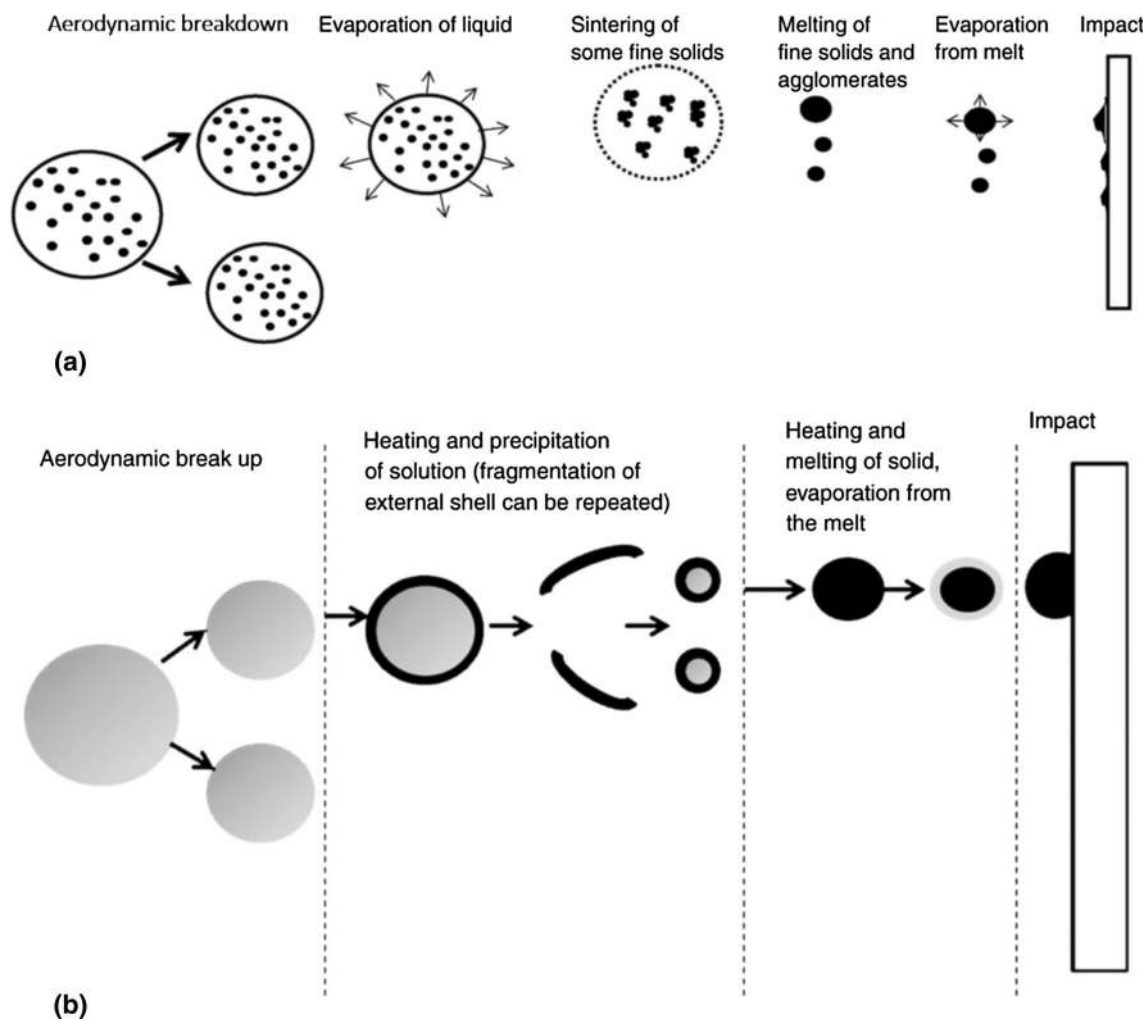 Aerodynamic breakdown
Evaporation of liquid
Sintering of
some fine solids
Melting of
fine solids and
agglomerates
Evaporation
from melt
Impact
(a)
Aerodynamic break up
Heating and precipitation
of solution (fragmentation of
external shell can be repeated)
Heating and
melting of solid,
evaporation from
the melt
Impact
(b)